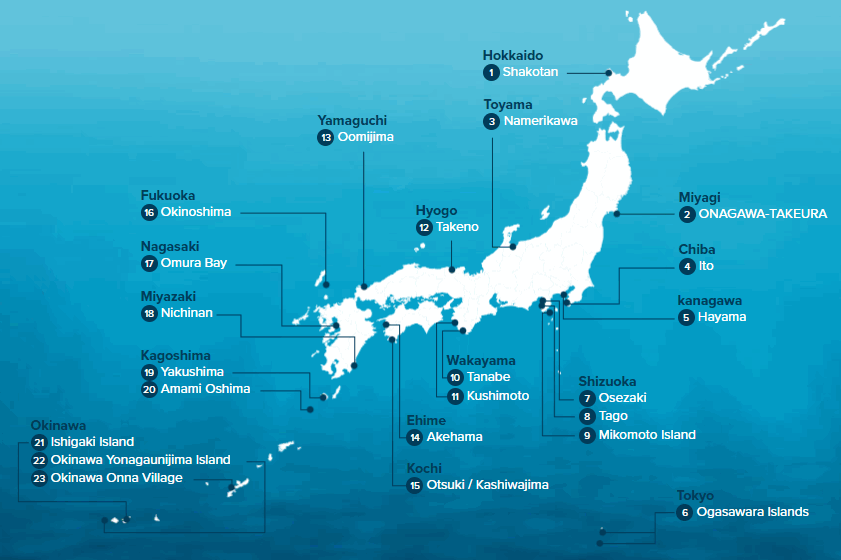 Hokkaido
1 Shakotan
Toyama
3 Namerikawa
Yamaguchi
13 Oomijima
Fukuoka
16 Okinoshima
Hyogo
12 Takeno
Miyagi
2 ONAGAWA-TAKEURA
Nagasaki
17 Omura Bay
Chiba
4 Ito
Miyazaki
18 Nichinan
kanagawa
5 Hayama
Kagoshima
19 Yakushima
20 Amami Oshima
Wakayama
10 Tanabe
11 Kushimoto
Shizuoka
7 Osezaki
8 Tago
9 Mikomoto Island
Ehime
14 Akehama
Okinawa
21 Ishigaki Island
22 Okinawa Yonagaunijima Island
23 Okinawa Onna Village
Kochi
15 Otsuki / Kashiwajima
Tokyo
6 Ogasawara Islands